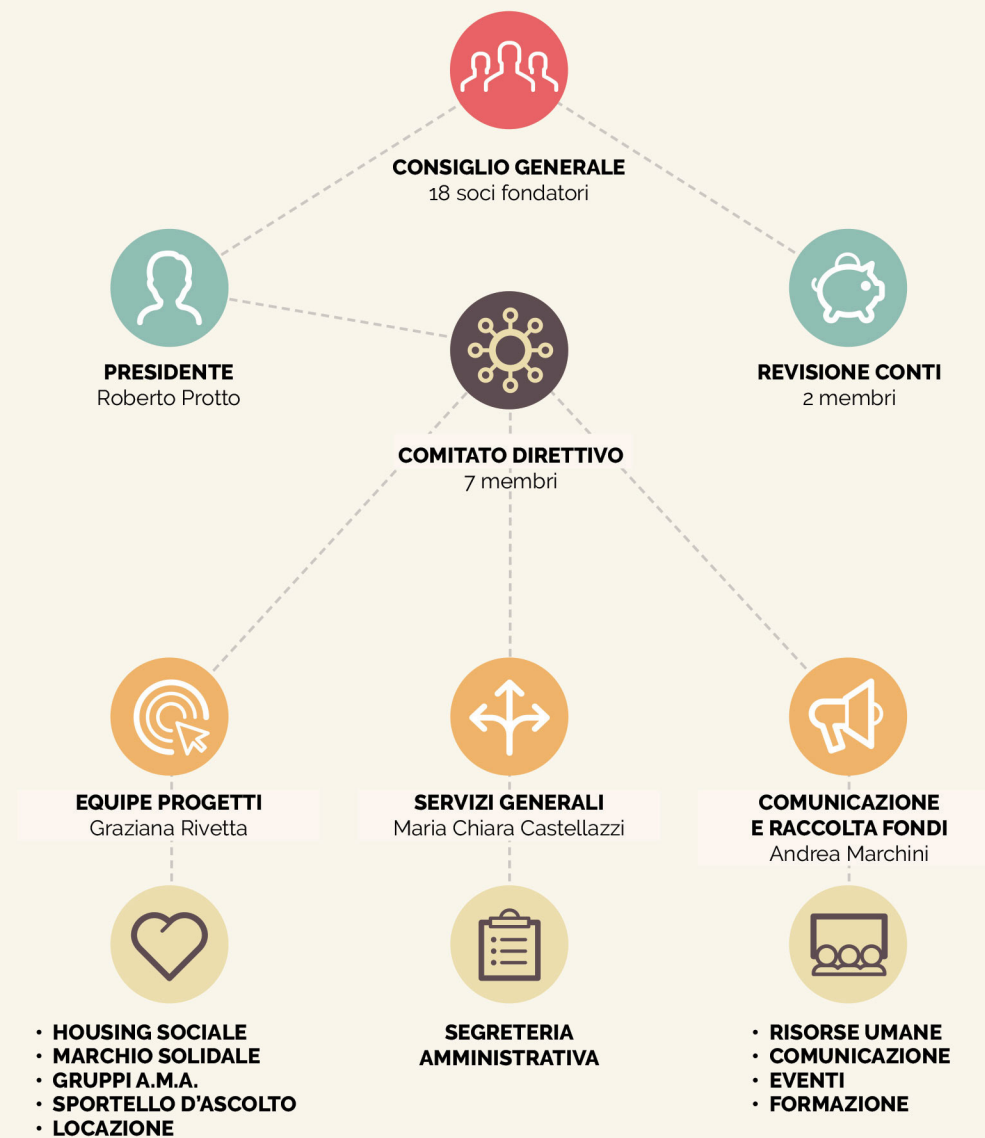 CONSIGLIO GENERALE
18 soci fondatori
PRESIDENTE
Roberto Protto
REVISIONE CONTI
2 membri
COMITATO DIRETTIVO
7 membri
EQUIPE PROGETTI
Graziana Rivetta
SERVIZI GENERALI
Maria Chiara Castellazzi
COMUNICAZIONE
E RACCOLTA FONDI
Andrea Marchini
• HOUSING SOCIALE
• MARCHIO SOLIDALE
• GRUPPI A.M.A.
• SPORTELLO D'ASCOLTO
• LOCAZIONE
SEGRETERIA
AMMINISTRATIVA
• RISORSE UMANE
• COMUNICAZIONE
• EVENTI
• FORMAZIONE